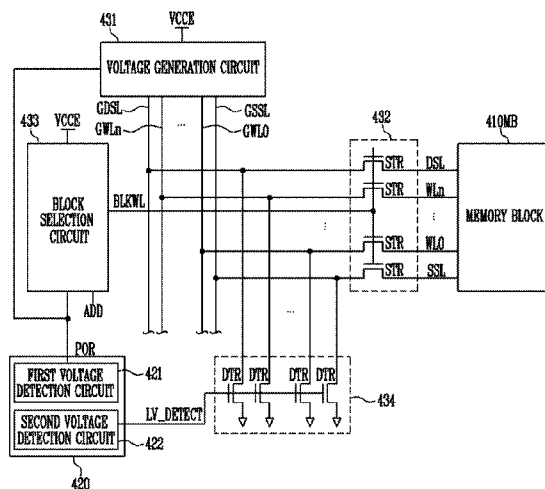 431
VCCE
VOLTAGE GENERATION CIRCUIT
GDSL
GSSL
GWLn
...
GWL0
433
VCCE
432
410MB
BLOCK
SELECTION
CIRCUIT
BLKWL
STR
DSL
STR
WLn
...
MEMORY BLOCK
STR
WL0
STR
SSL
ADD
...
...
POR
FIRST VOLTAGE
DETECTION CIRCUIT
421
DTR
DTR
DTR
DTR
434
SECOND VOLTAGE
DETECTION CIRCUIT
LV_DETECT
422
420